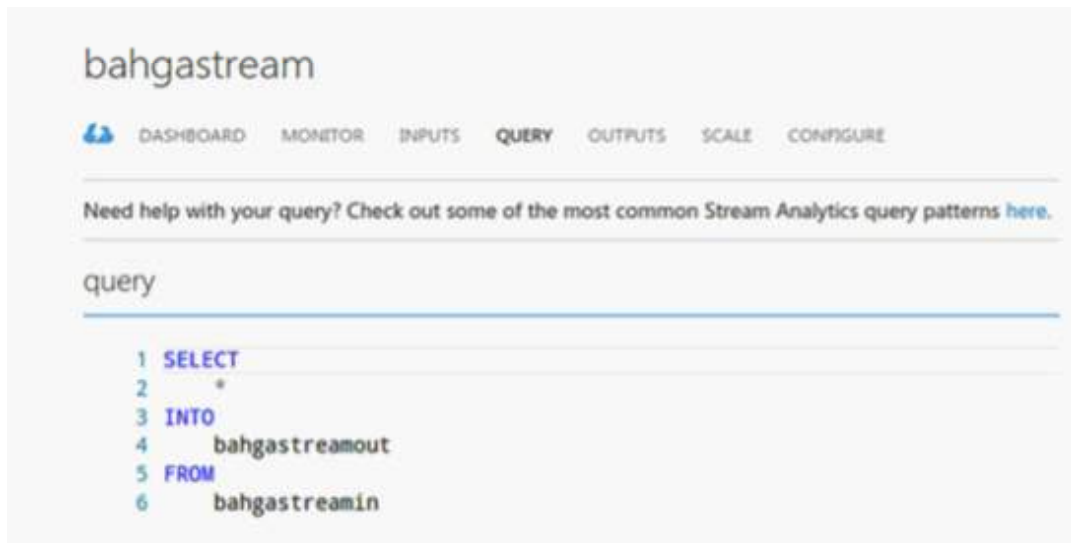 bahgastream
DASHBOARD MONITOR INPUTS QUERY OUTPUTS SCALE CONFIGURE
Need help with your query? Check out some of the most common Stream Analytics query patterns here.
query
1 SELECT
2 *
3 INTO
4 bahgastreamout
5 FROM
6 bahgastreamin